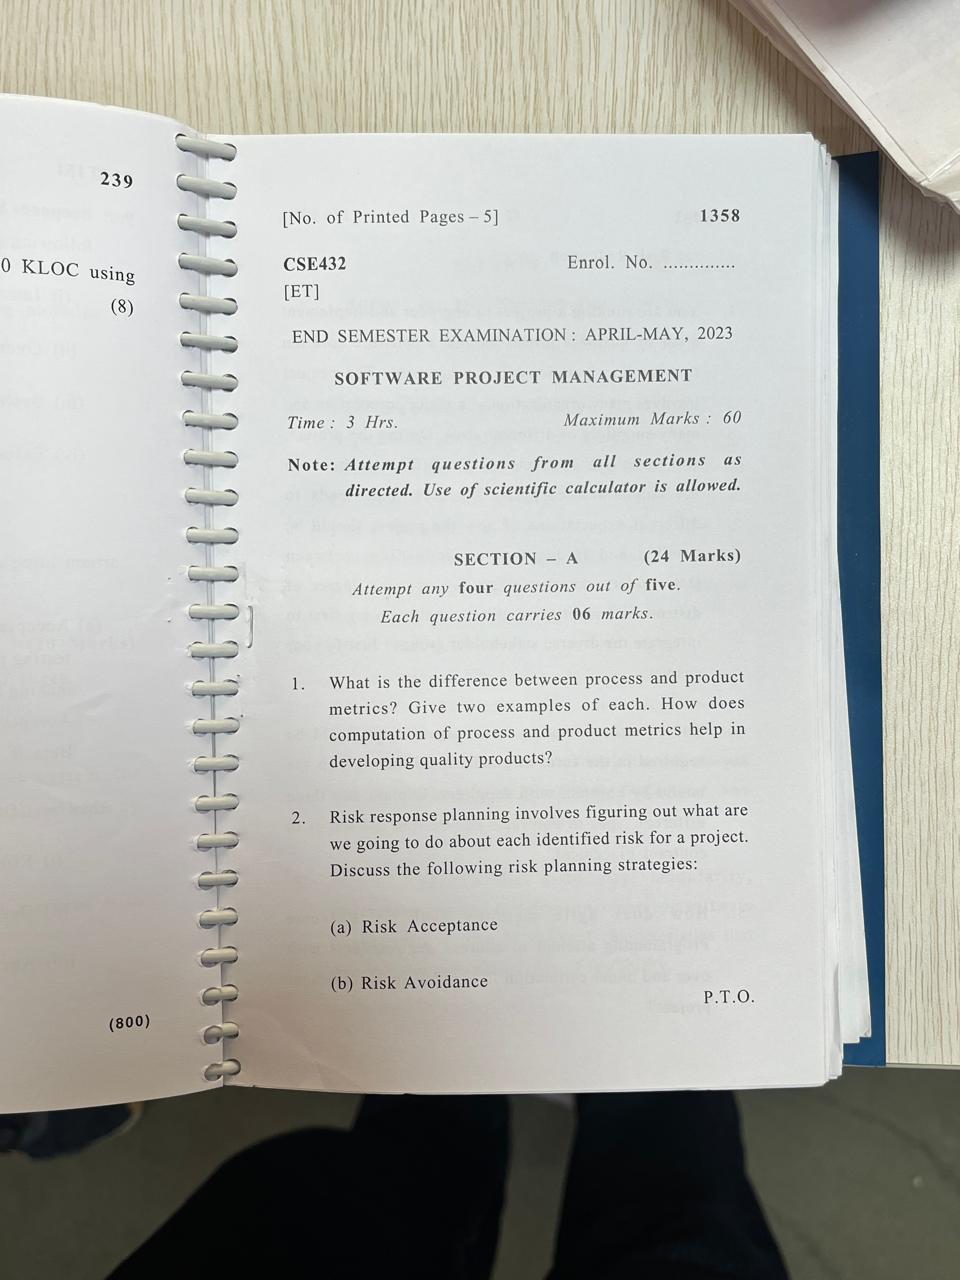 239
0 KLOC using
(8)
(800)
[No. of Printed Pages – 5] 1358
CSE432 Enrol. No. ..............
[ET]
END SEMESTER EXAMINATION : APRIL-MAY, 2023
SOFTWARE PROJECT MANAGEMENT
Time : 3 Hrs. Maximum Marks : 60
Note: Attempt questions from all sections as
directed. Use of scientific calculator is allowed.
SECTION – A (24 Marks)
Attempt any four questions out of five.
Each question carries 06 marks.
1. What is the difference between process and product
metrics? Give two examples of each. How does
computation of process and product metrics help in
developing quality products?
2. Risk response planning involves figuring out what are
we going to do about each identified risk for a project.
Discuss the following risk planning strategies:
(a) Risk Acceptance
(b) Risk Avoidance
P.T.O.